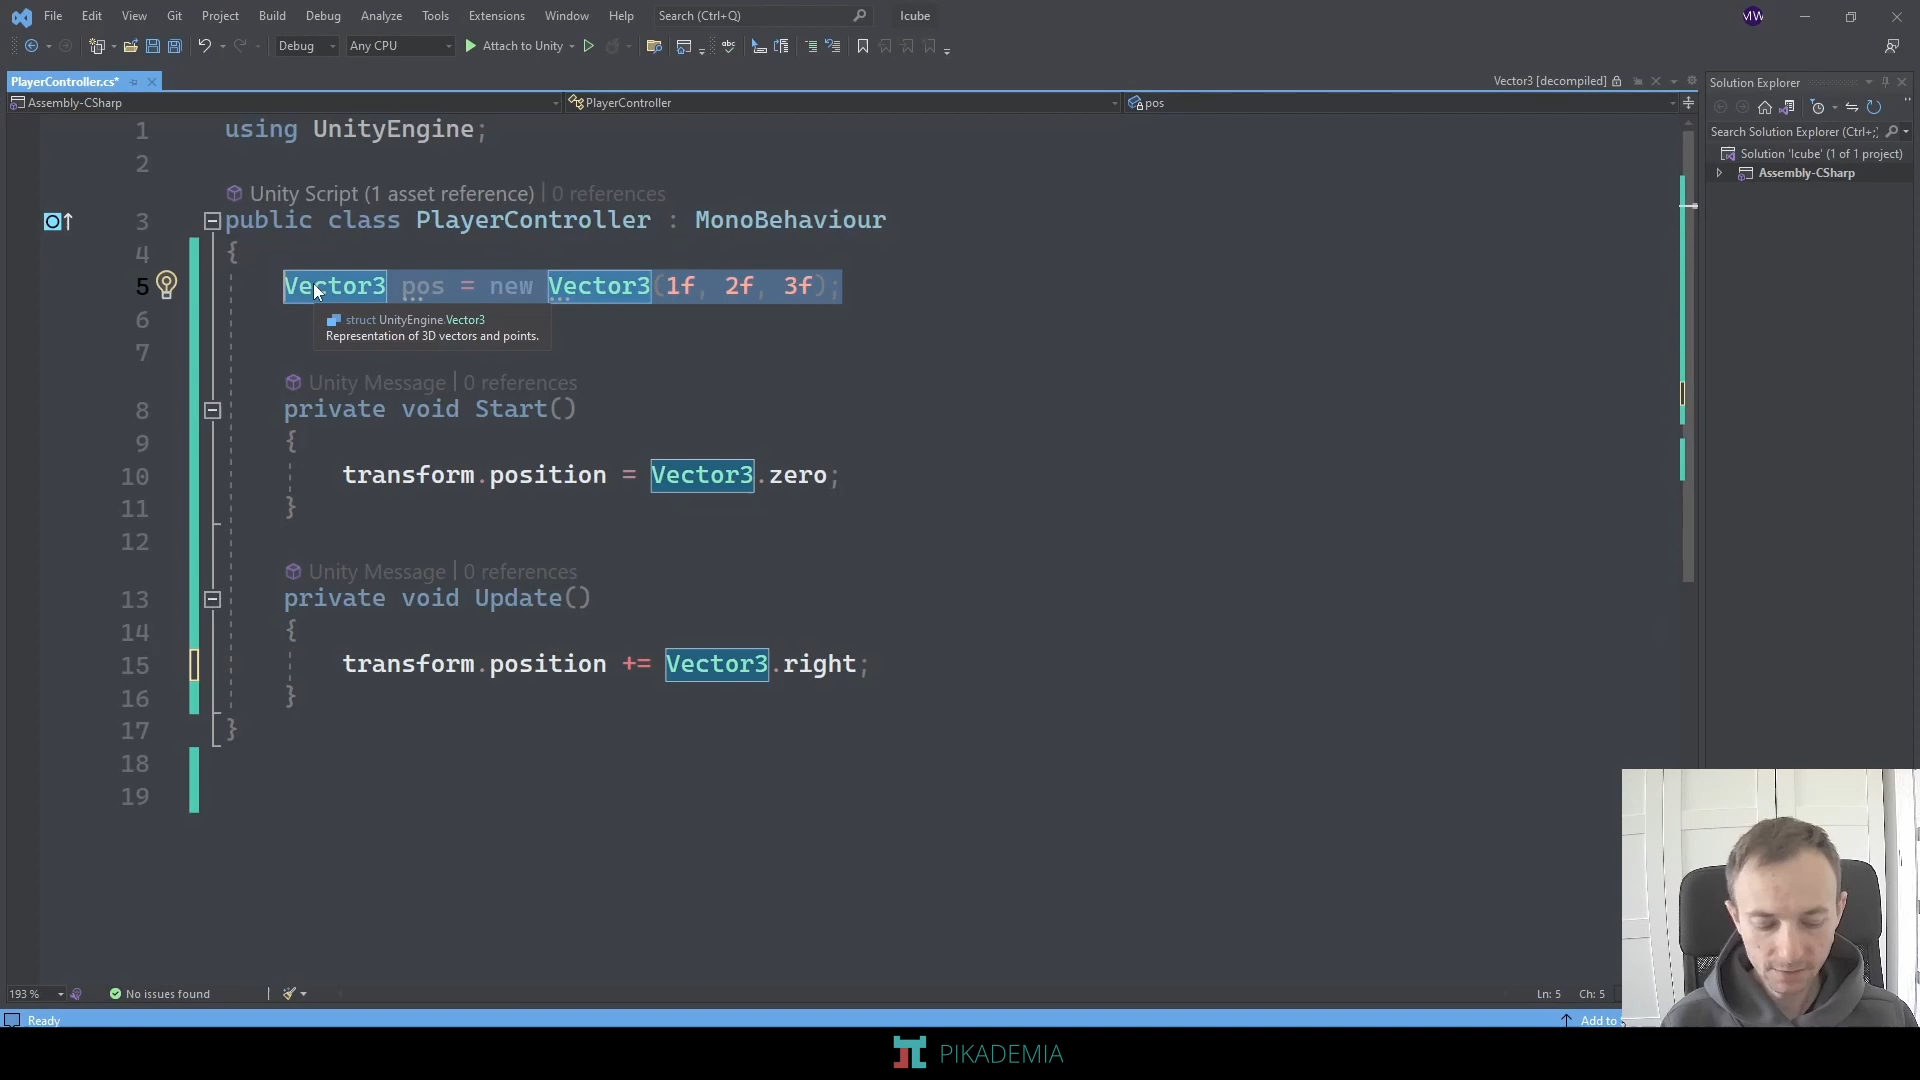 File Edit View Git Project Build Debug Analyze Tools Extensions Window Help Search (Ctrl+Q) Icube MW
Debug Any CPU Attach to Unity
PlayerController.cs* Vector3 [decompiled] Solution Explorer
Assembly-CSharp PlayerController pos
Search Solution Explorer (Ctrl+;)
Solution 'Icube' (1 of 1 project)
Assembly-CSharp
1 using UnityEngine;
2
Unity Script (1 asset reference) | 0 references
3 public class PlayerController : MonoBehaviour
4 {
5 Vector3 pos = new Vector3(1f, 2f, 3f);
6
struct UnityEngine.Vector3
Representation of 3D vectors and points.
7
Unity Message | 0 references
8 private void Start()
9 {
10 transform.position = Vector3.zero;
11 }
12
Unity Message | 0 references
13 private void Update()
14 {
15 transform.position += Vector3.right;
16 }
17 }
18
19
193 % No issues found Ln: 5 Ch: 5
Ready Add to
PIKADEMIA